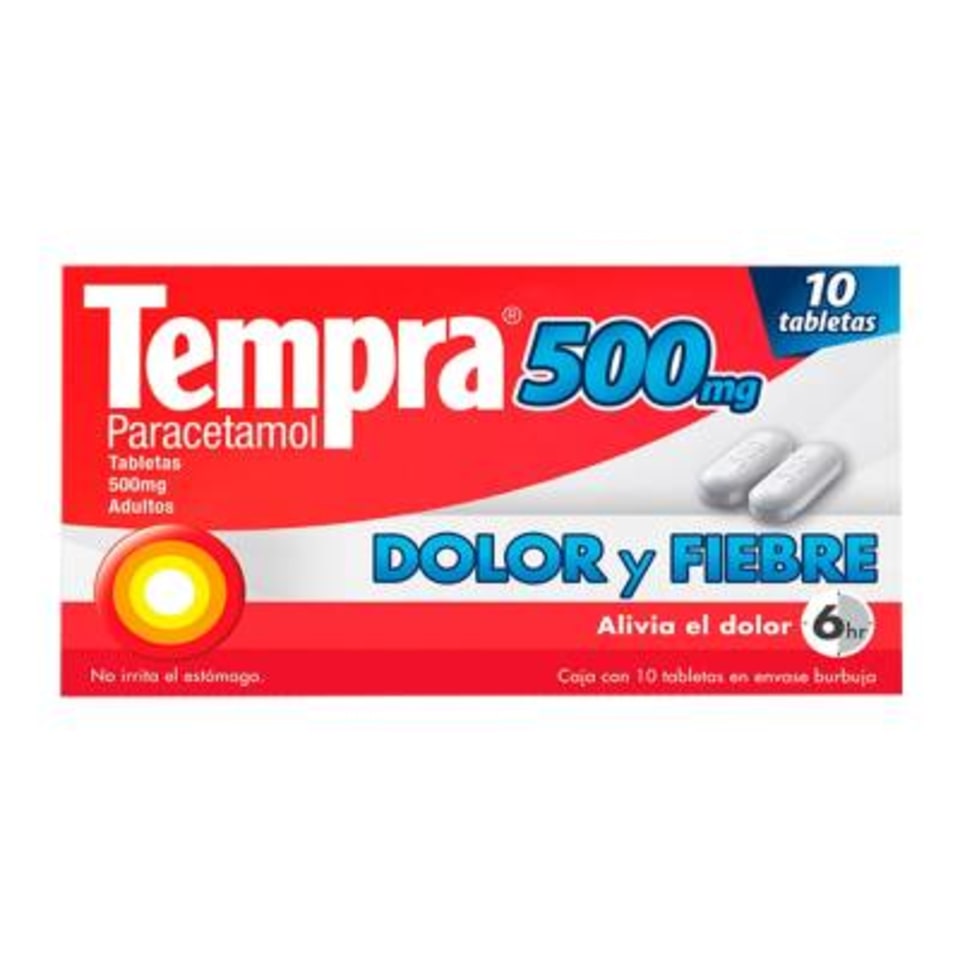 10
tabletas
Tempra® 500mg
Paracetamol
Tabletas
500mg
Adultos
DOLOR y FIEBRE
Alivia el dolor 6hr
No irrita el estómago.
Caja con 10 tabletas en envase burbuja